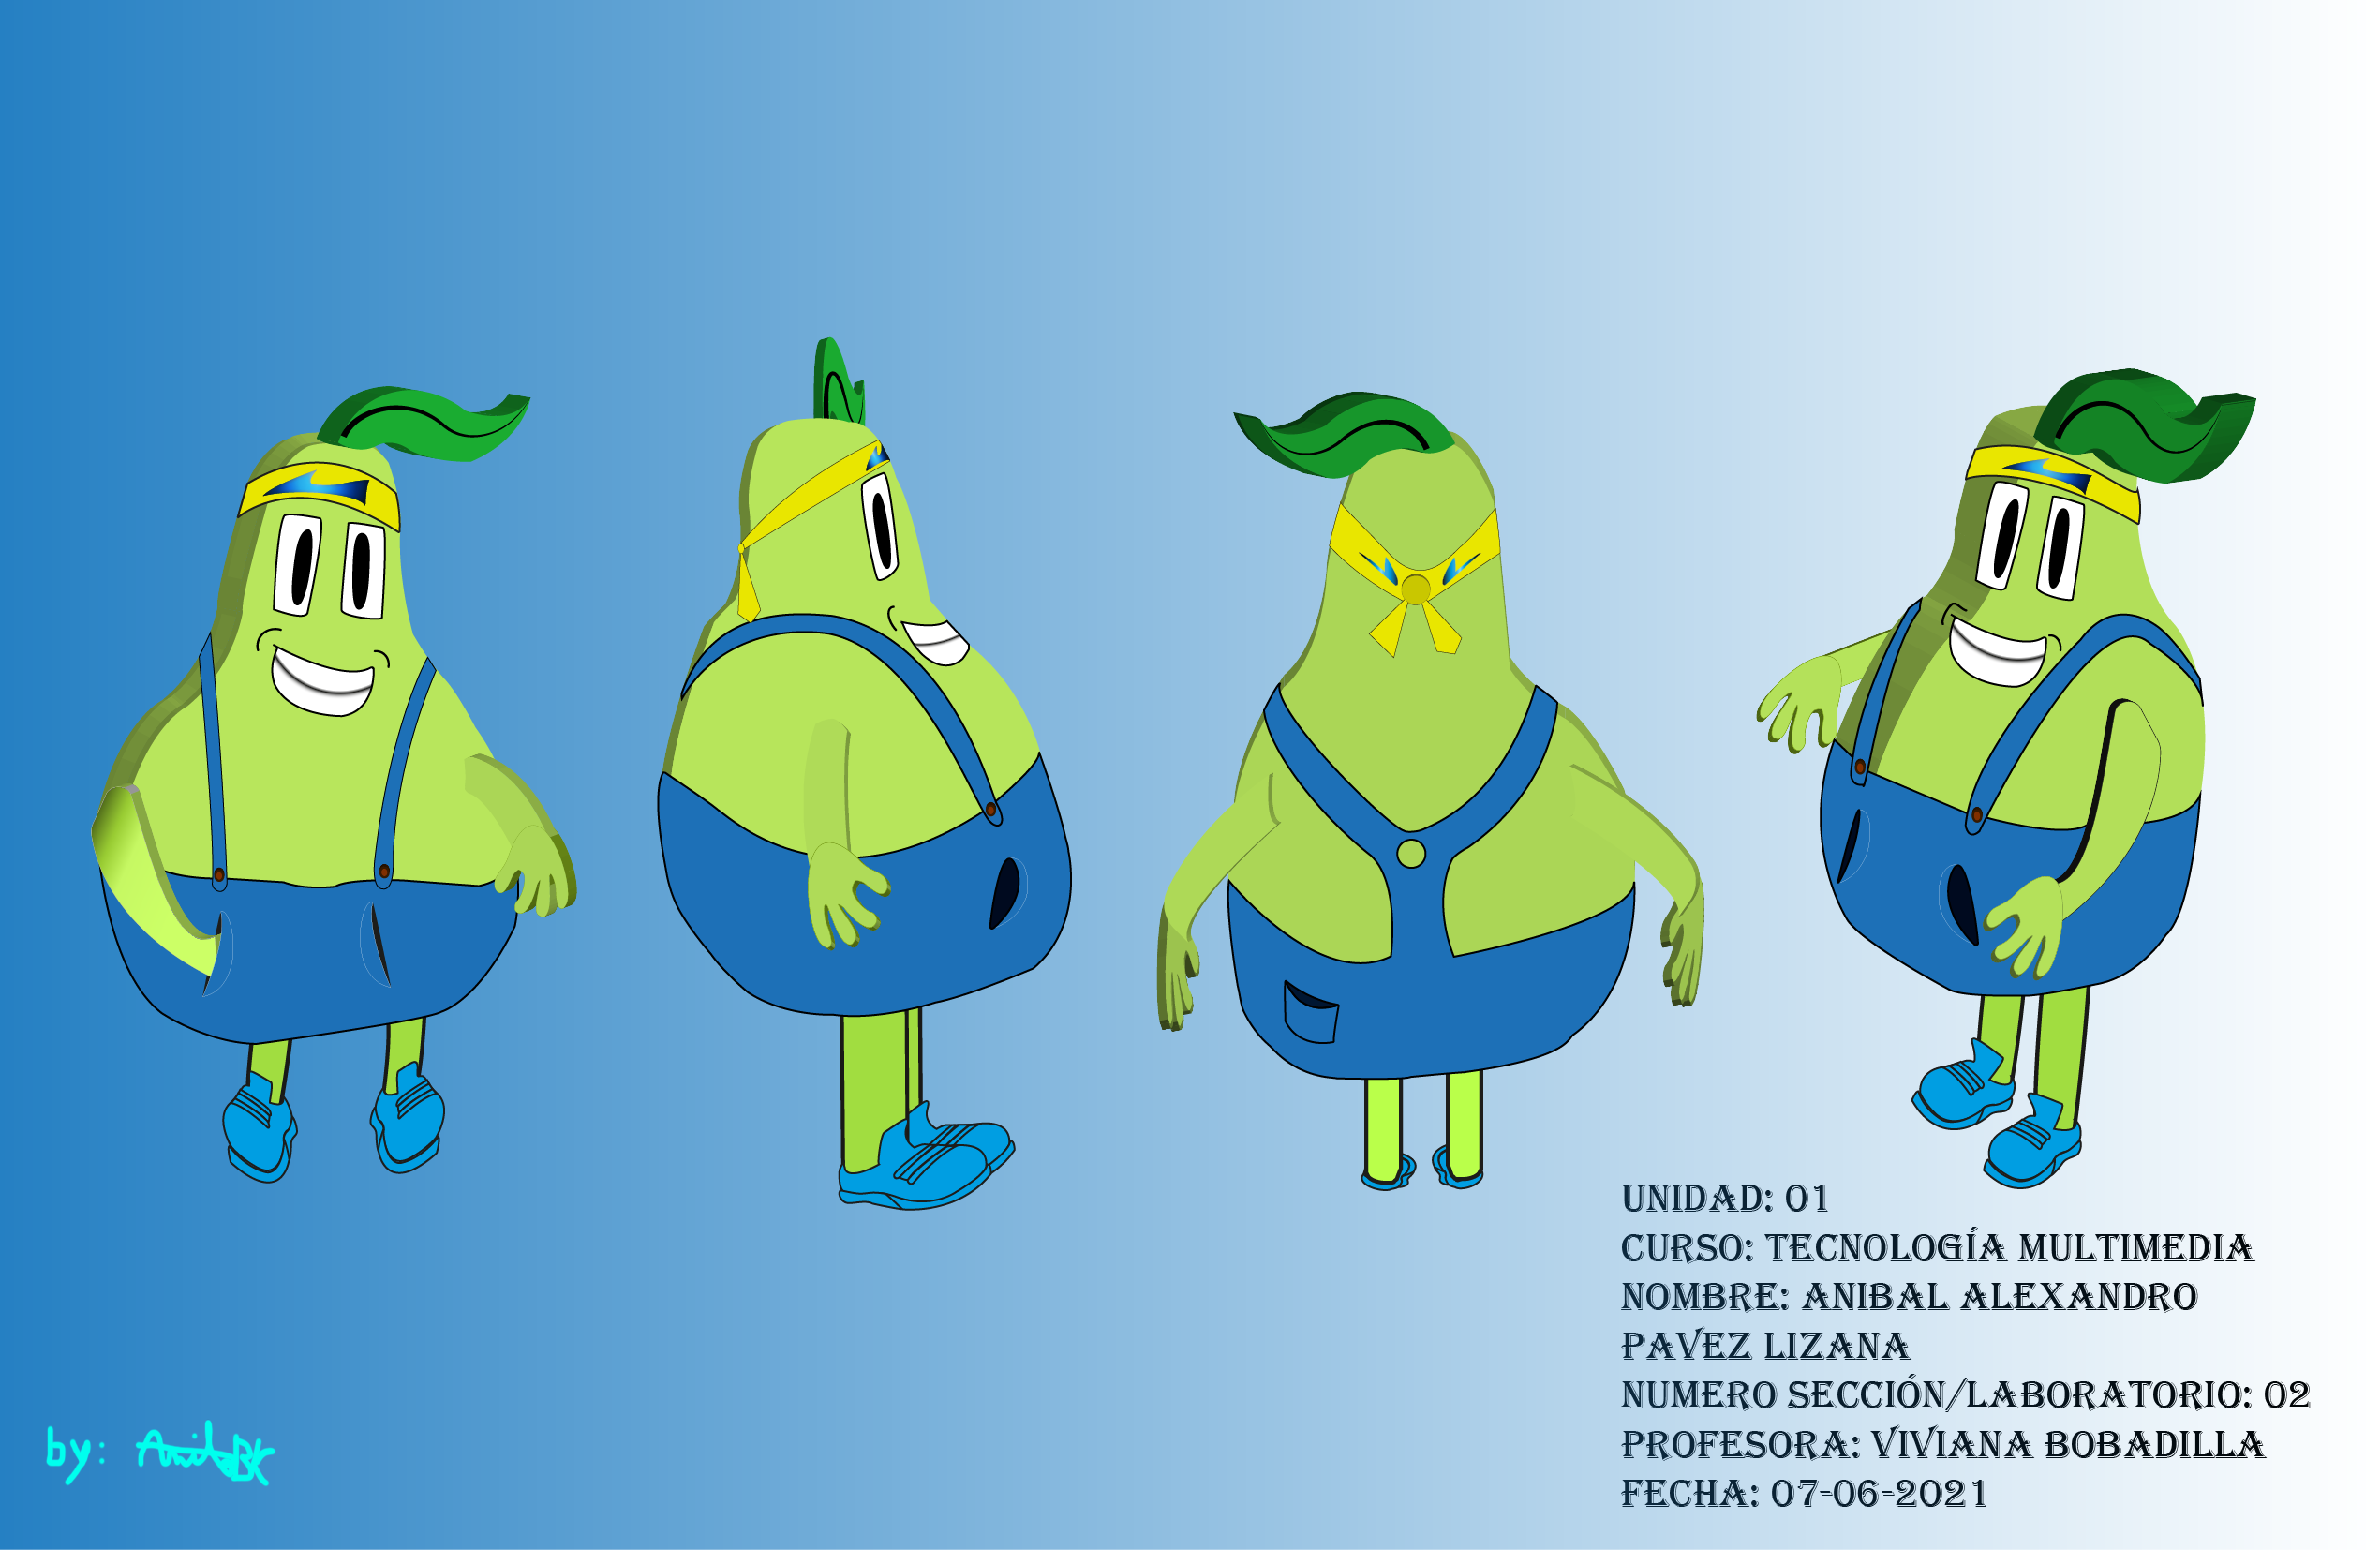 UNIDAD: 01
CURSO: TECNOLOGÍA MULTIMEDIA
NOMBRE: ANIBAL ALEXANDRO
PAVEZ LIZANA
NUMERO SECCIÓN/LABORATORIO: 02
PROFESORA: VIVIANA BOBADILLA
FECHA: 07-06-2021
by: